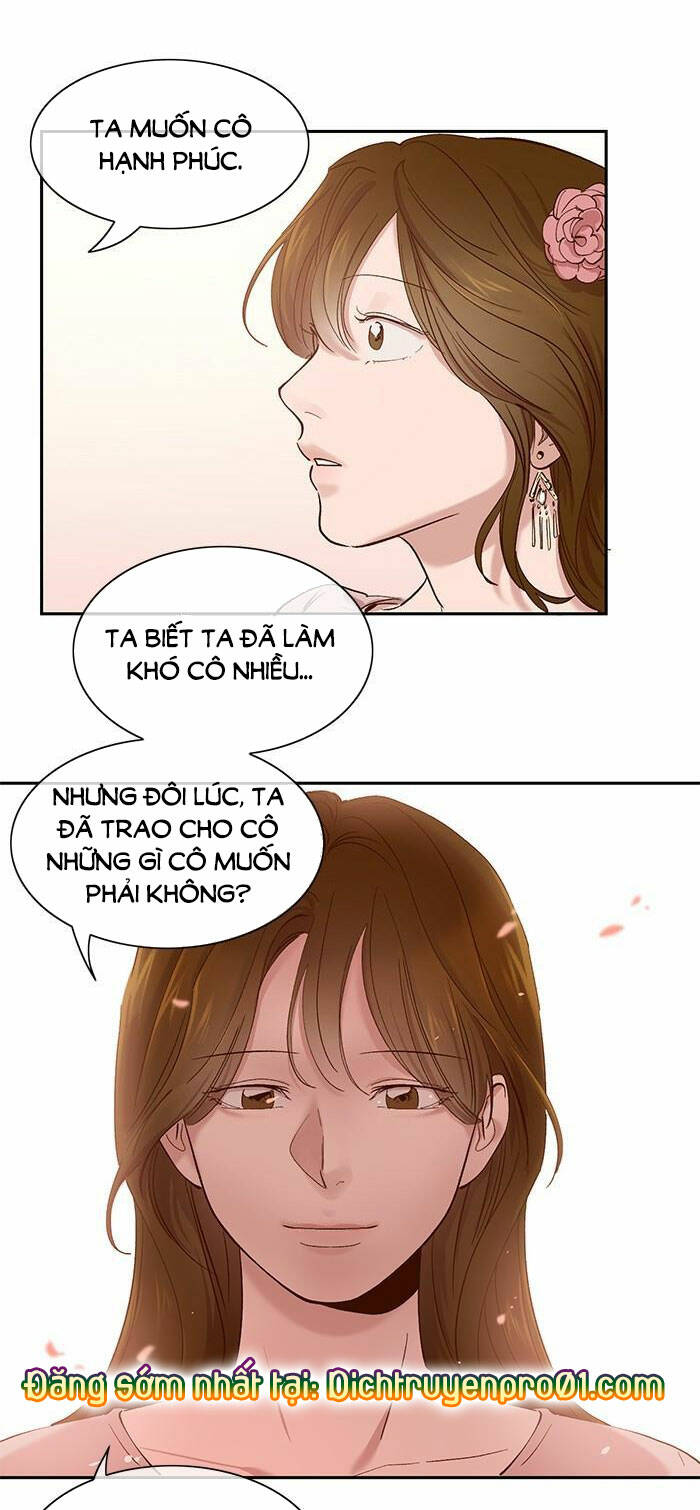 TA MUỐN CÔ
HẠNH PHÚC.
TA BIẾT TA ĐÃ LÀM
KHÓ CÔ NHIỀU...
NHƯNG ĐÔI LÚC, TA
ĐÃ TRAO CHO CÔ
NHỮNG GÌ CÔ MUỐN
PHẢI KHÔNG?
Đăng sớm nhất tại: Dichtruyenpro01.com